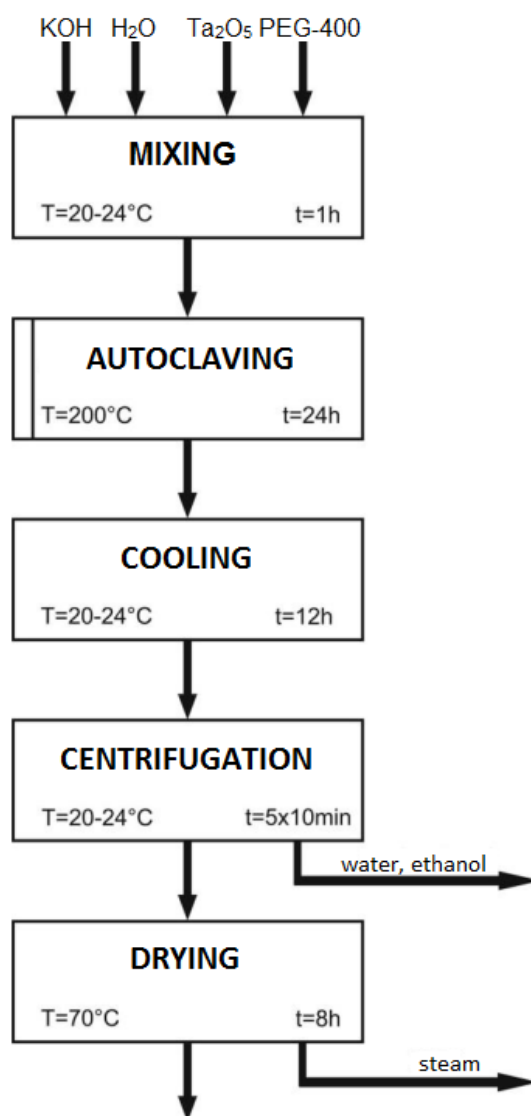 KOH H₂O Ta₂O₅ PEG-400
MIXING
T=20-24°C t=1h
AUTOCLAVING
T=200°C t=24h
COOLING
T=20-24°C t=12h
CENTRIFUGATION
T=20-24°C t=5x10min
water, ethanol
DRYING
T=70°C t=8h
steam